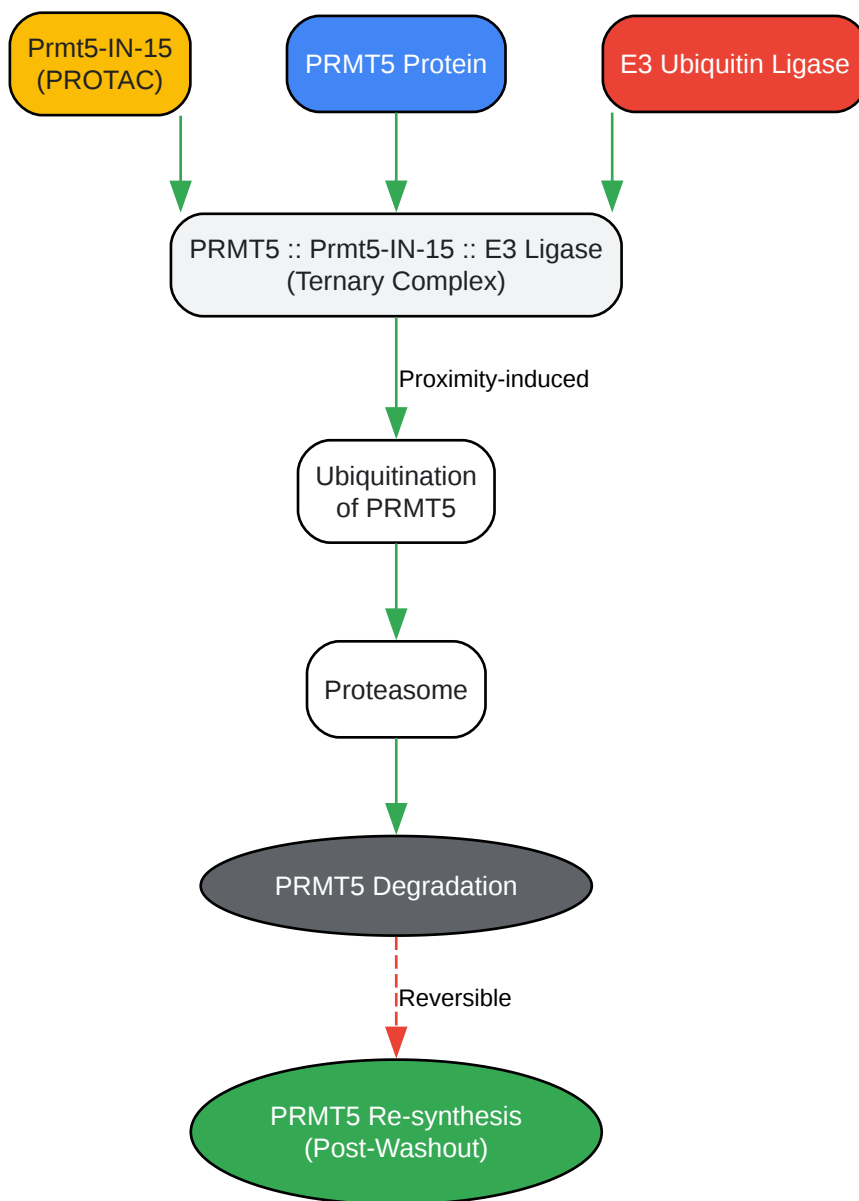 Prmt5-IN-15
(PROTAC)
PRMT5 Protein
E3 Ubiquitin Ligase
PRMT5 :: Prmt5-IN-15 :: E3 Ligase
(Ternary Complex)
Proximity-induced
Ubiquitination
of PRMT5
Proteasome
PRMT5 Degradation
Reversible
PRMT5 Re-synthesis
(Post-Washout)